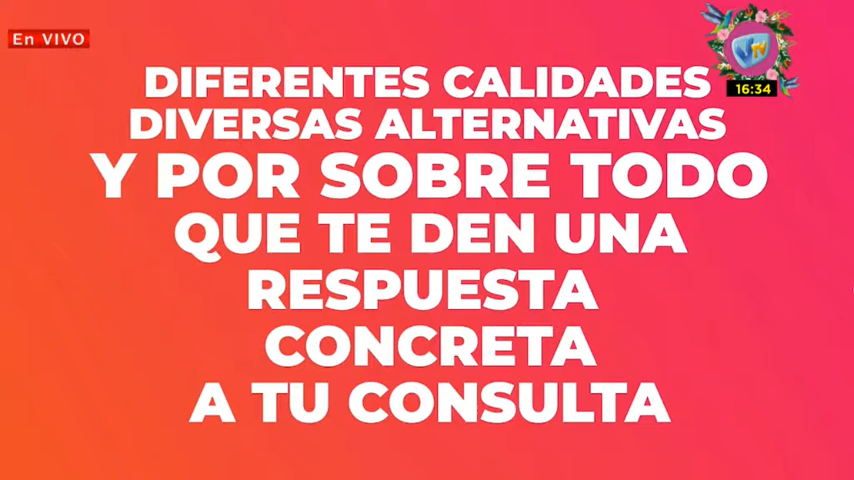 En VIVO
16:34
DIFERENTES CALIDADES
DIVERSAS ALTERNATIVAS
Y POR SOBRE TODO
QUE TE DEN UNA
RESPUESTA
CONCRETA
A TU CONSULTA